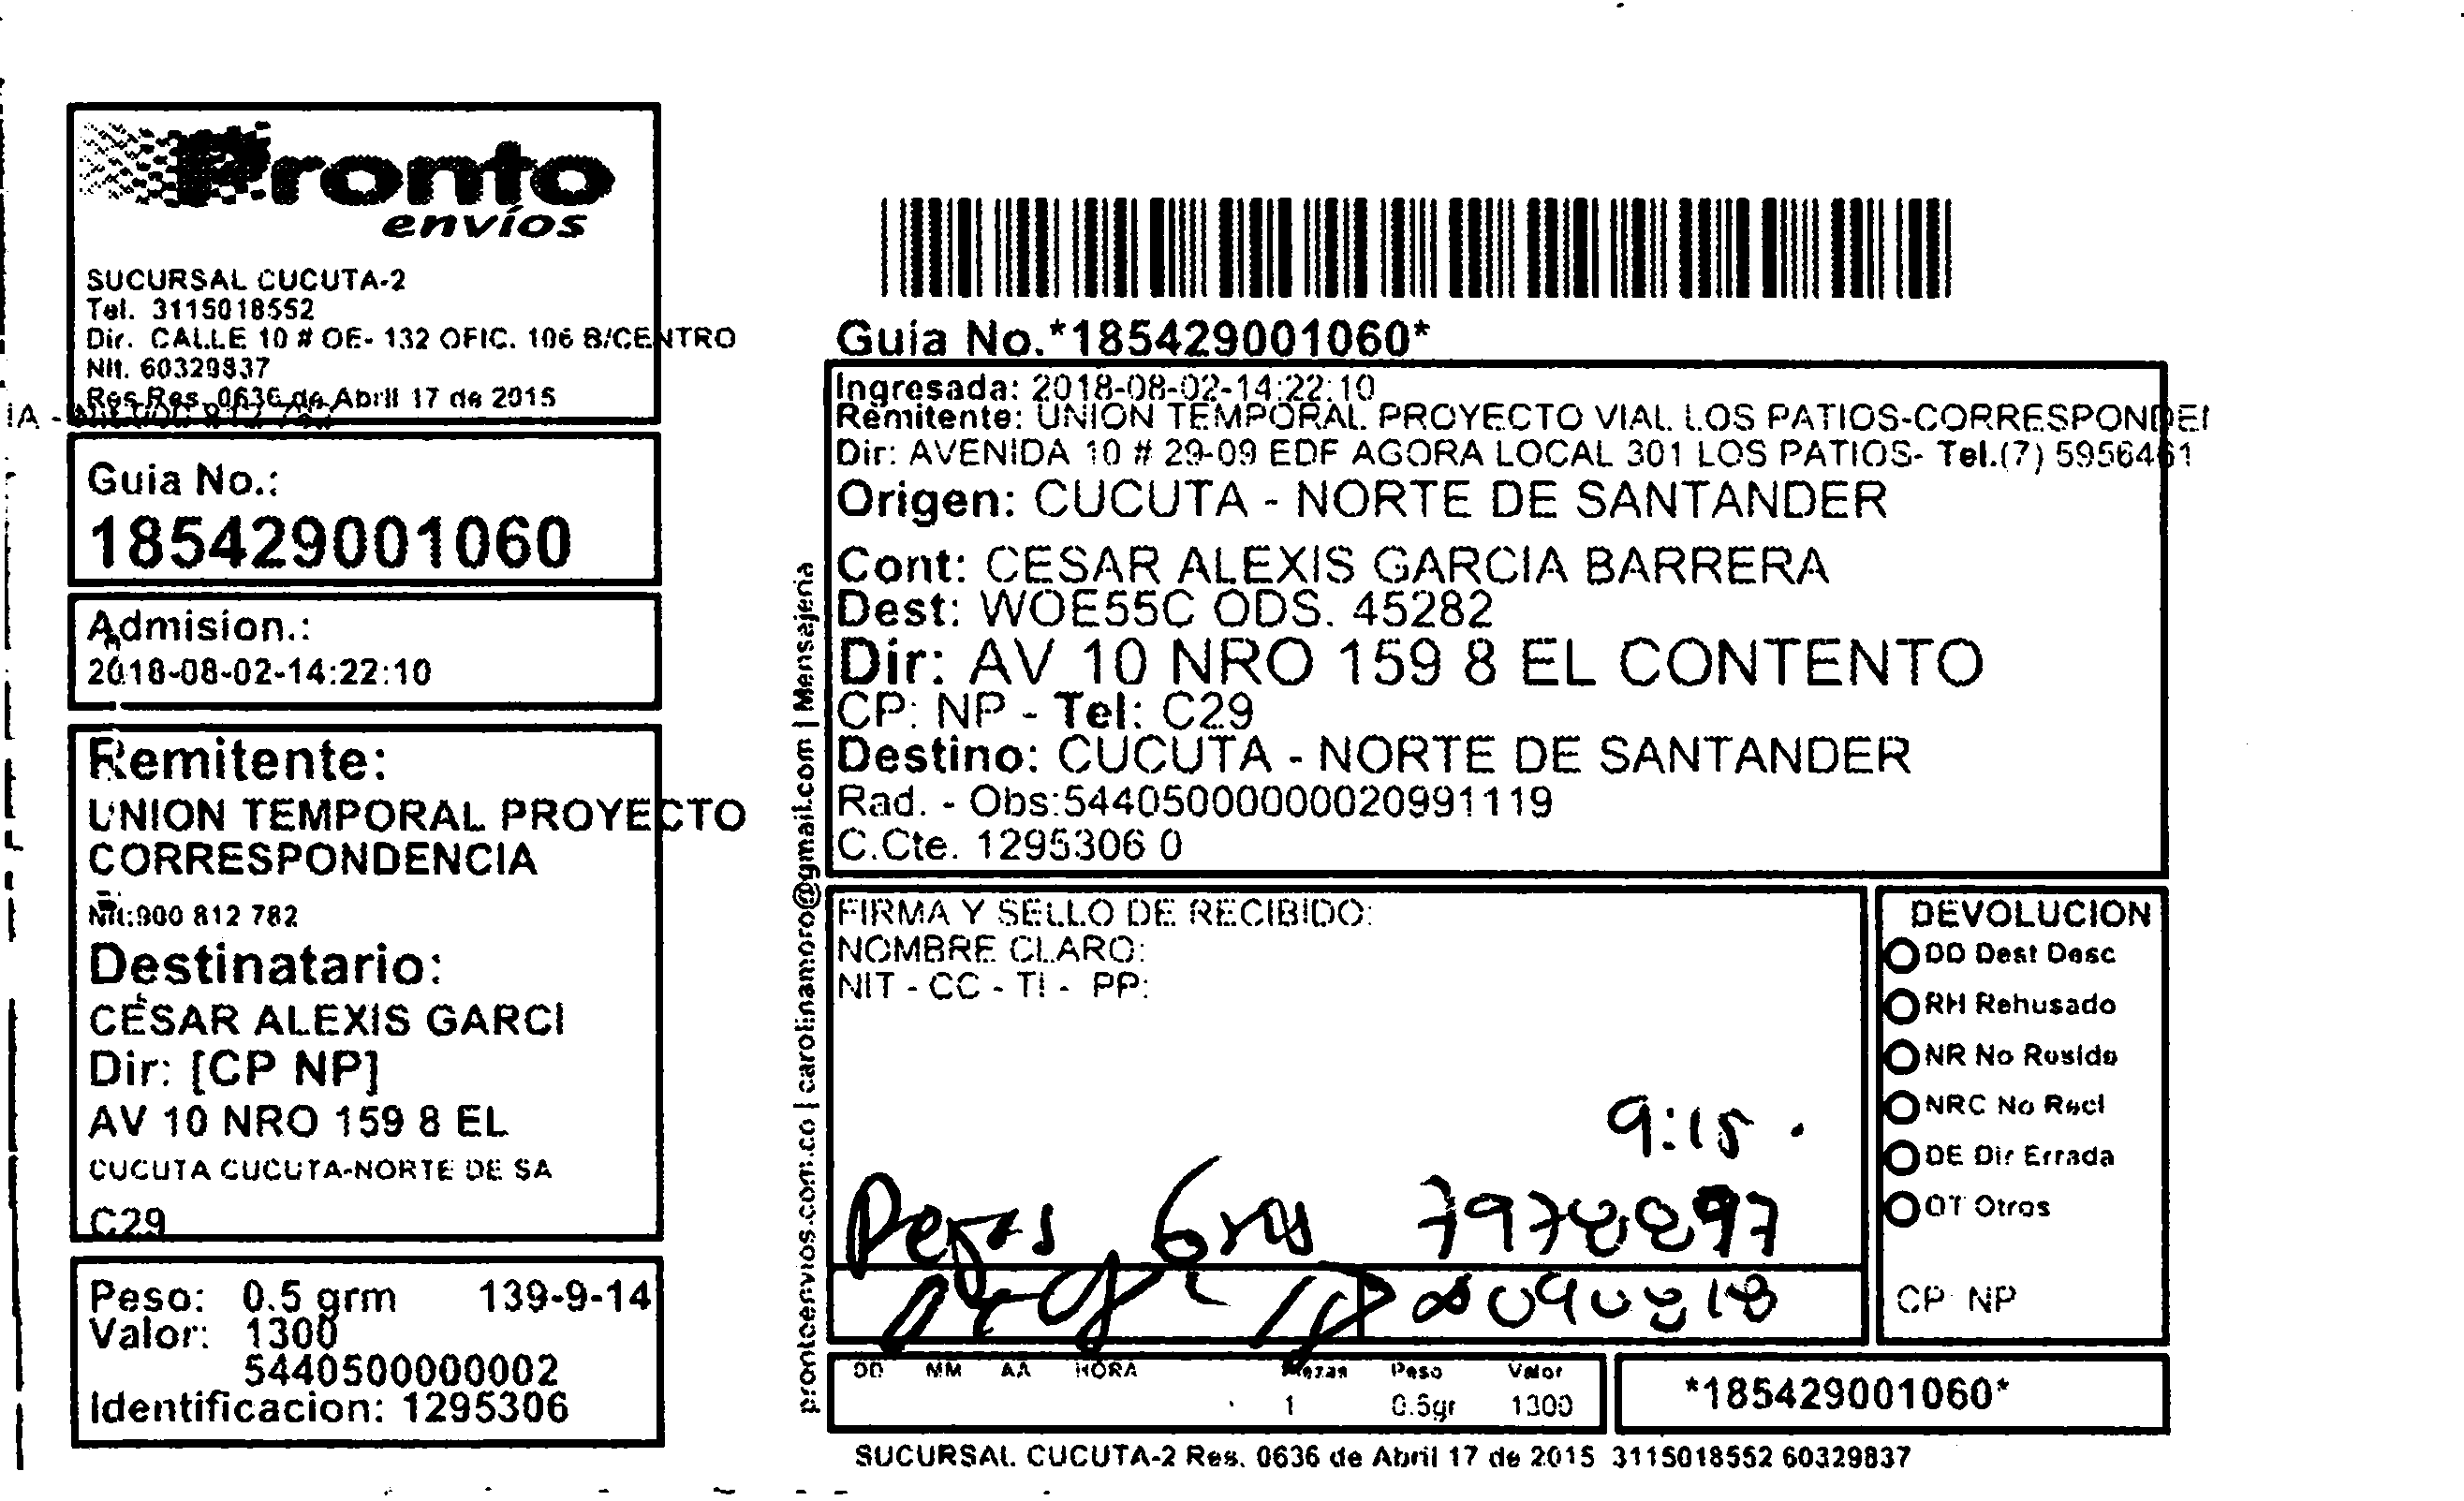 Pronto
envíos
SUCURSAL CUCUTA-2
Tel. 3115018552
Dir. CALLE 10 # OE- 132 OFIC. 106 B/CENTRO
Nit. 60329837
Res Res. 0636 de Abril 17 de 2015
IA -
Guia No.:
185429001060
Admision.:
2018-08-02-14:22:10
Remitente:
UNION TEMPORAL PROYECTO
CORRESPONDENCIA
Nit:900 812 782
Destinatario:
CESAR ALEXIS GARCI
Dir: [CP NP]
AV 10 NRO 159 8 EL
CUCUTA CUCUTA-NORTE DE SA
C29
Peso: 0.5 grm 139-9-14
Valor: 1300
5440500000002
Identificacion: 1295306
prontoenvios.com.co | carolinamoro@gmail.com | Mensajeria
Guia No.*185429001060*
Ingresada: 2018-08-02-14:22:10
Remitente: UNION TEMPORAL PROYECTO VIAL LOS PATIOS-CORRESPONDEN
Dir: AVENIDA 10 # 29-09 EDF AGORA LOCAL 301 LOS PATIOS- Tel.(7) 5956461
Origen: CUCUTA - NORTE DE SANTANDER
Cont: CESAR ALEXIS GARCIA BARRERA
Dest: WOE55C ODS. 45282
Dir: AV 10 NRO 159 8 EL CONTENTO
CP: NP - Tel: C29
Destino: CUCUTA - NORTE DE SANTANDER
Rad. - Obs:544050000000020991119
C.Cte. 1295306 0
FIRMA Y SELLO DE RECIBIDO:
NOMBRE CLARO:
NIT - CC - TI - PP:
9:15
DEVOLUCION
DD Dest Desc
RH Rehusado
NR No Reside
NRC No Recl
DE Dir Errada
OT Otros
CP NP
DD MM AA HORA Piezas Peso Valor
1 0.5gr 1300
*185429001060*
SUCURSAL CUCUTA-2 Res. 0636 de Abril 17 de 2015 3115018552 60329837